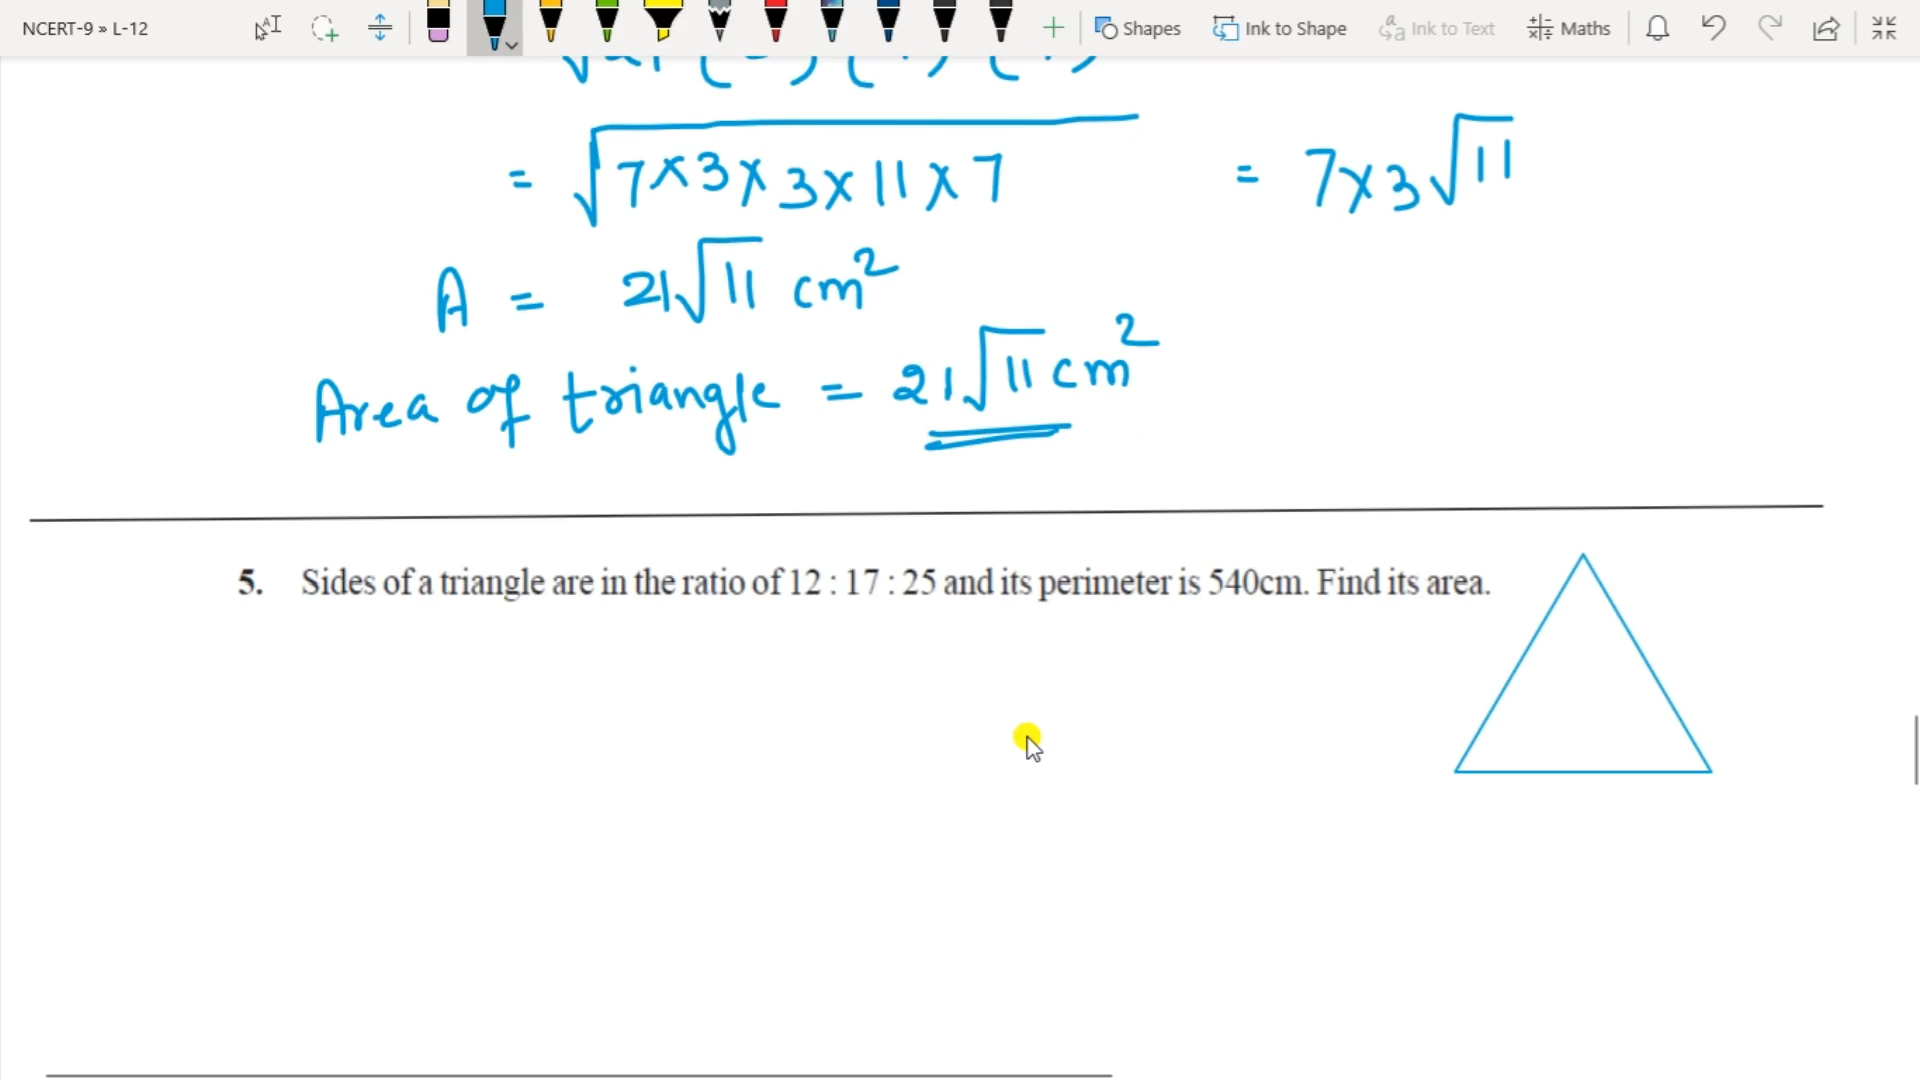 NCERT-9 » L-12 Shapes Ink to Shape Ink to Text Maths
= √7×3×3×11×7 = 7×3√11
A = 21√11 cm²
Area of triangle = 21√11 cm²
5. Sides of a triangle are in the ratio of 12 : 17 : 25 and its perimeter is 540cm. Find its area.